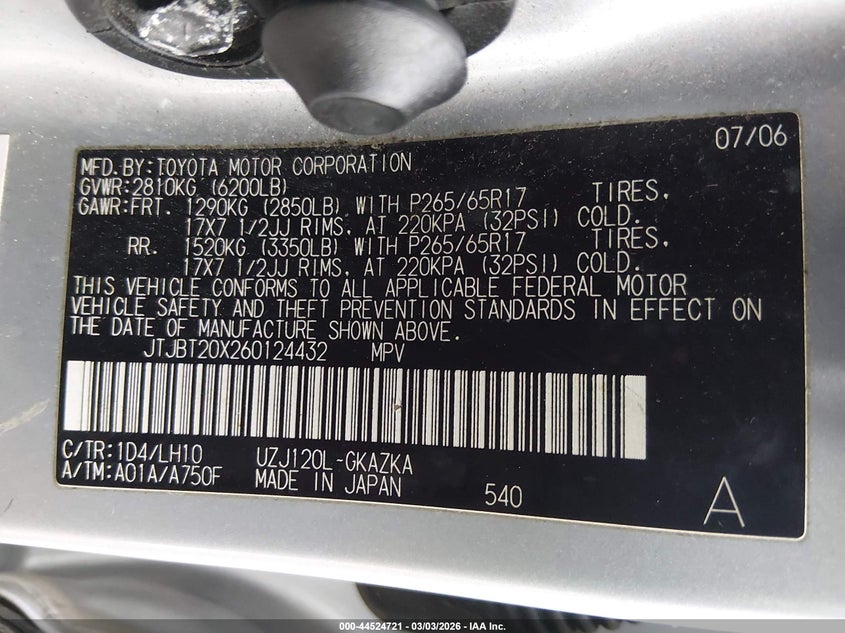 07/06
MFD.BY:TOYOTA MOTOR CORPORATION
GVWR:2810KG (6200LB)
GAWR:FRT. 1290KG (2850LB) WITH P265/65R17 TIRES,
17X7 1/2JJ RIMS. AT 220KPA (32PSI) COLD.
RR. 1520KG (3350LB) WITH P265/65R17 TIRES,
17X7 1/2JJ RIMS. AT 220KPA (32PSI) COLD.
THIS VEHICLE CONFORMS TO ALL APPLICABLE FEDERAL MOTOR
VEHICLE SAFETY AND THEFT PREVENTION STANDARDS IN EFFECT ON
THE DATE OF MANUFACTURE SHOWN ABOVE.
JTJBT20X260124432 MPV
C/TR:1D4/LH10 UZJ120L-GKAZKA
A/TM:A01A/A750F MADE IN JAPAN 540
A
000-44524721 - 03/03/2026 - IAA Inc.